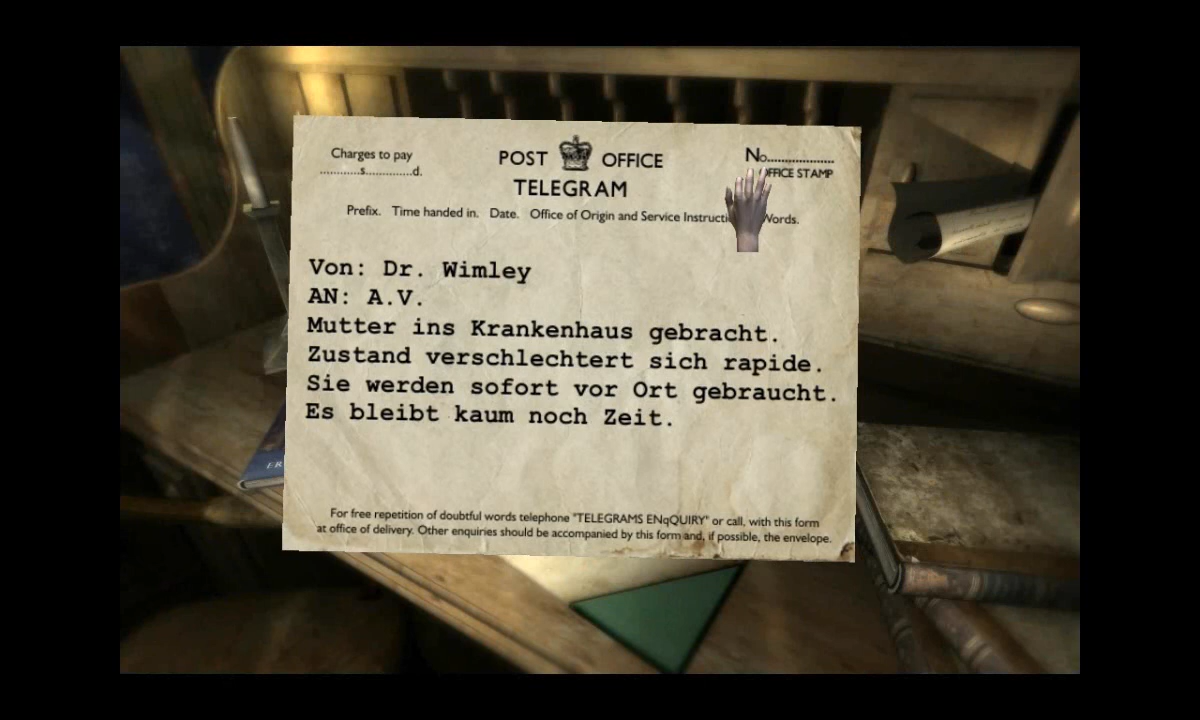 Charges to pay
............s............d.
POST OFFICE
TELEGRAM
No..................
OFFICE STAMP
Prefix. Time handed in. Date. Office of Origin and Service Words.
Von: Dr. Wimley
AN: A.V.
Mutter ins Krankenhaus gebracht.
Zustand verschlechtert sich rapide.
Sie werden sofort vor Ort gebraucht.
Es bleibt kaum noch Zeit.
For free repetition of doubtful words telephone "TELEGRAMS ENqQUIRY" or call, with this form
at office of delivery. Other enquiries should be accompanied by this form and, if possible, the envelope.